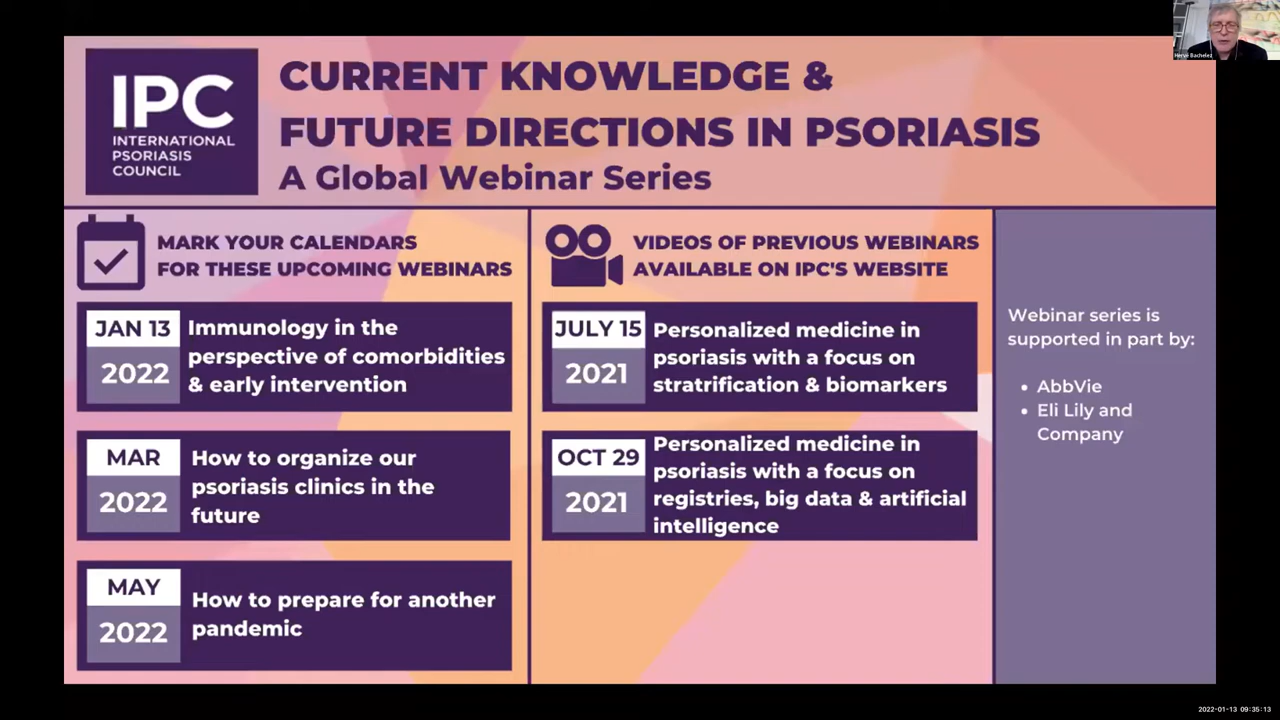 IPC
INTERNATIONAL
PSORIASIS
COUNCIL
CURRENT KNOWLEDGE &
FUTURE DIRECTIONS IN PSORIASIS
A Global Webinar Series
MARK YOUR CALENDARS
FOR THESE UPCOMING WEBINARS
JAN 13
2022
Immunology in the
perspective of comorbidities
& early intervention
MAR
2022
How to organize our
psoriasis clinics in the
future
MAY
2022
How to prepare for another
pandemic
VIDEOS OF PREVIOUS WEBINARS
AVAILABLE ON IPC'S WEBSITE
JULY 15
2021
Personalized medicine in
psoriasis with a focus on
stratrification & biomarkers
OCT 29
2021
Personalized medicine in
psoriasis with a focus on
registries, big data & artificial
intelligence
Webinar series is
supported in part by:
• AbbVie
• Eli Lily and
Company
Hervé Bachelez
2022-01-13 09:35:13